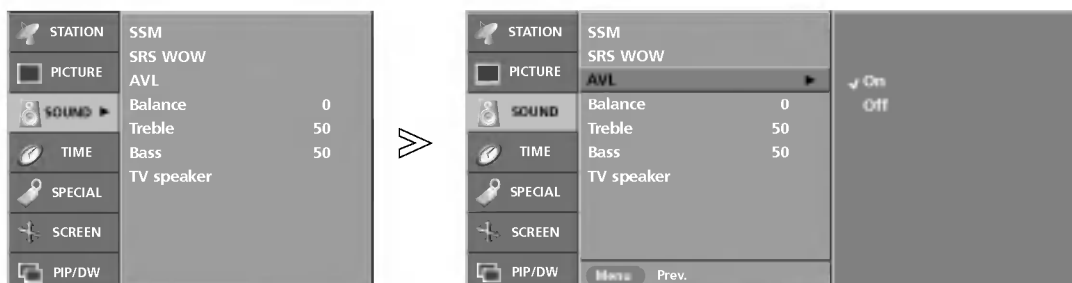 STATION
PICTURE
SOUND
TIME
SPECIAL
SCREEN
PIP/DW
SSM
SRS WOW
AVL
Balance 0
Treble 50
Bass 50
TV speaker
STATION
PICTURE
SOUND
TIME
SPECIAL
SCREEN
PIP/DW
SSM
SRS WOW
AVL
Balance 0
Treble 50
Bass 50
TV speaker
Menu Prev.
On
Off